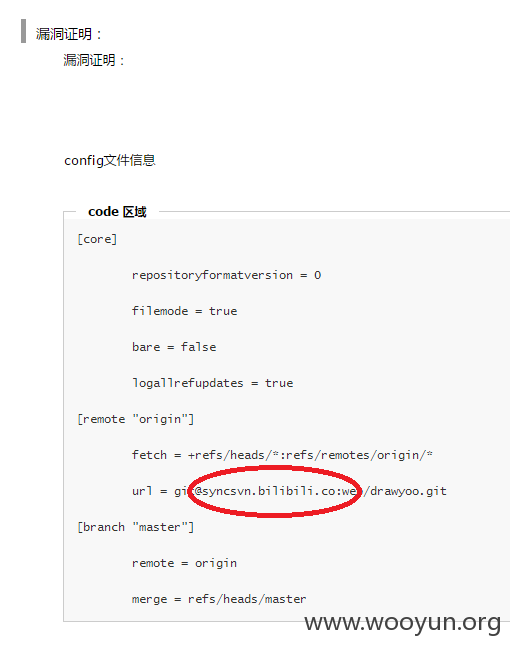 漏洞证明：
漏洞证明：
config文件信息
code 区域
[core]
repositoryformatversion = 0
filemode = true
bare = false
logallrefupdates = true
[remote "origin"]
fetch = +refs/heads/*:refs/remotes/origin/*
url = git@syncsvn.bilibili.co:web/drawyoo.git
[branch "master"]
remote = origin
merge = refs/heads/master
www.wooyun.org